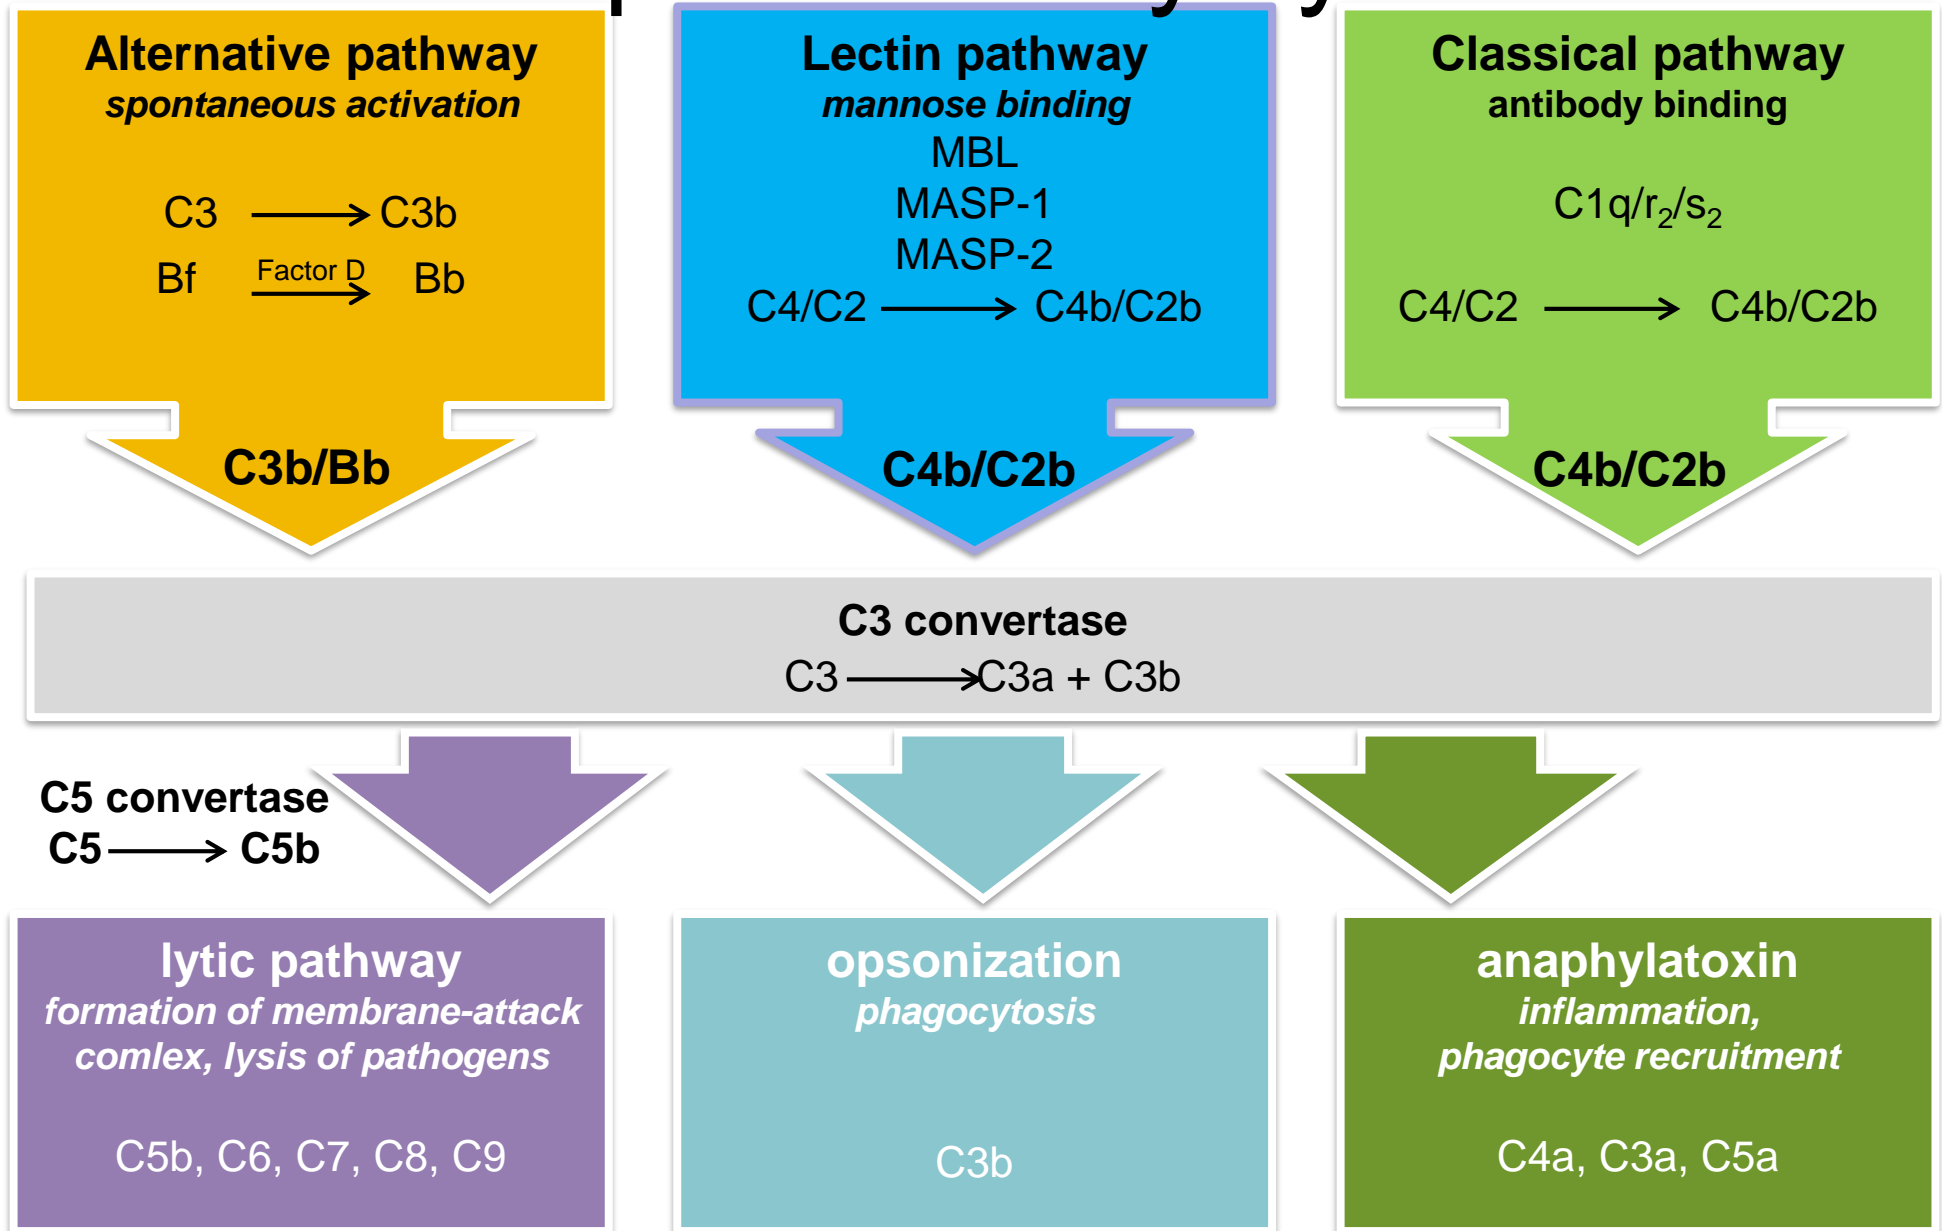 Alternative pathway
spontaneous activation
C3 → C3b
Bf Factor D → Bb
C3b/Bb
Lectin pathway
mannose binding
MBL
MASP-1
MASP-2
C4/C2 → C4b/C2b
C4b/C2b
Classical pathway
antibody binding
C1q/r₂/s₂
C4/C2 → C4b/C2b
C4b/C2b
C3 convertase
C3 → C3a + C3b
C5 convertase
C5 → C5b
lytic pathway
formation of membrane-attack
comlex, lysis of pathogens
C5b, C6, C7, C8, C9
opsonization
phagocytosis
C3b
anaphylatoxin
inflammation,
phagocyte recruitment
C4a, C3a, C5a